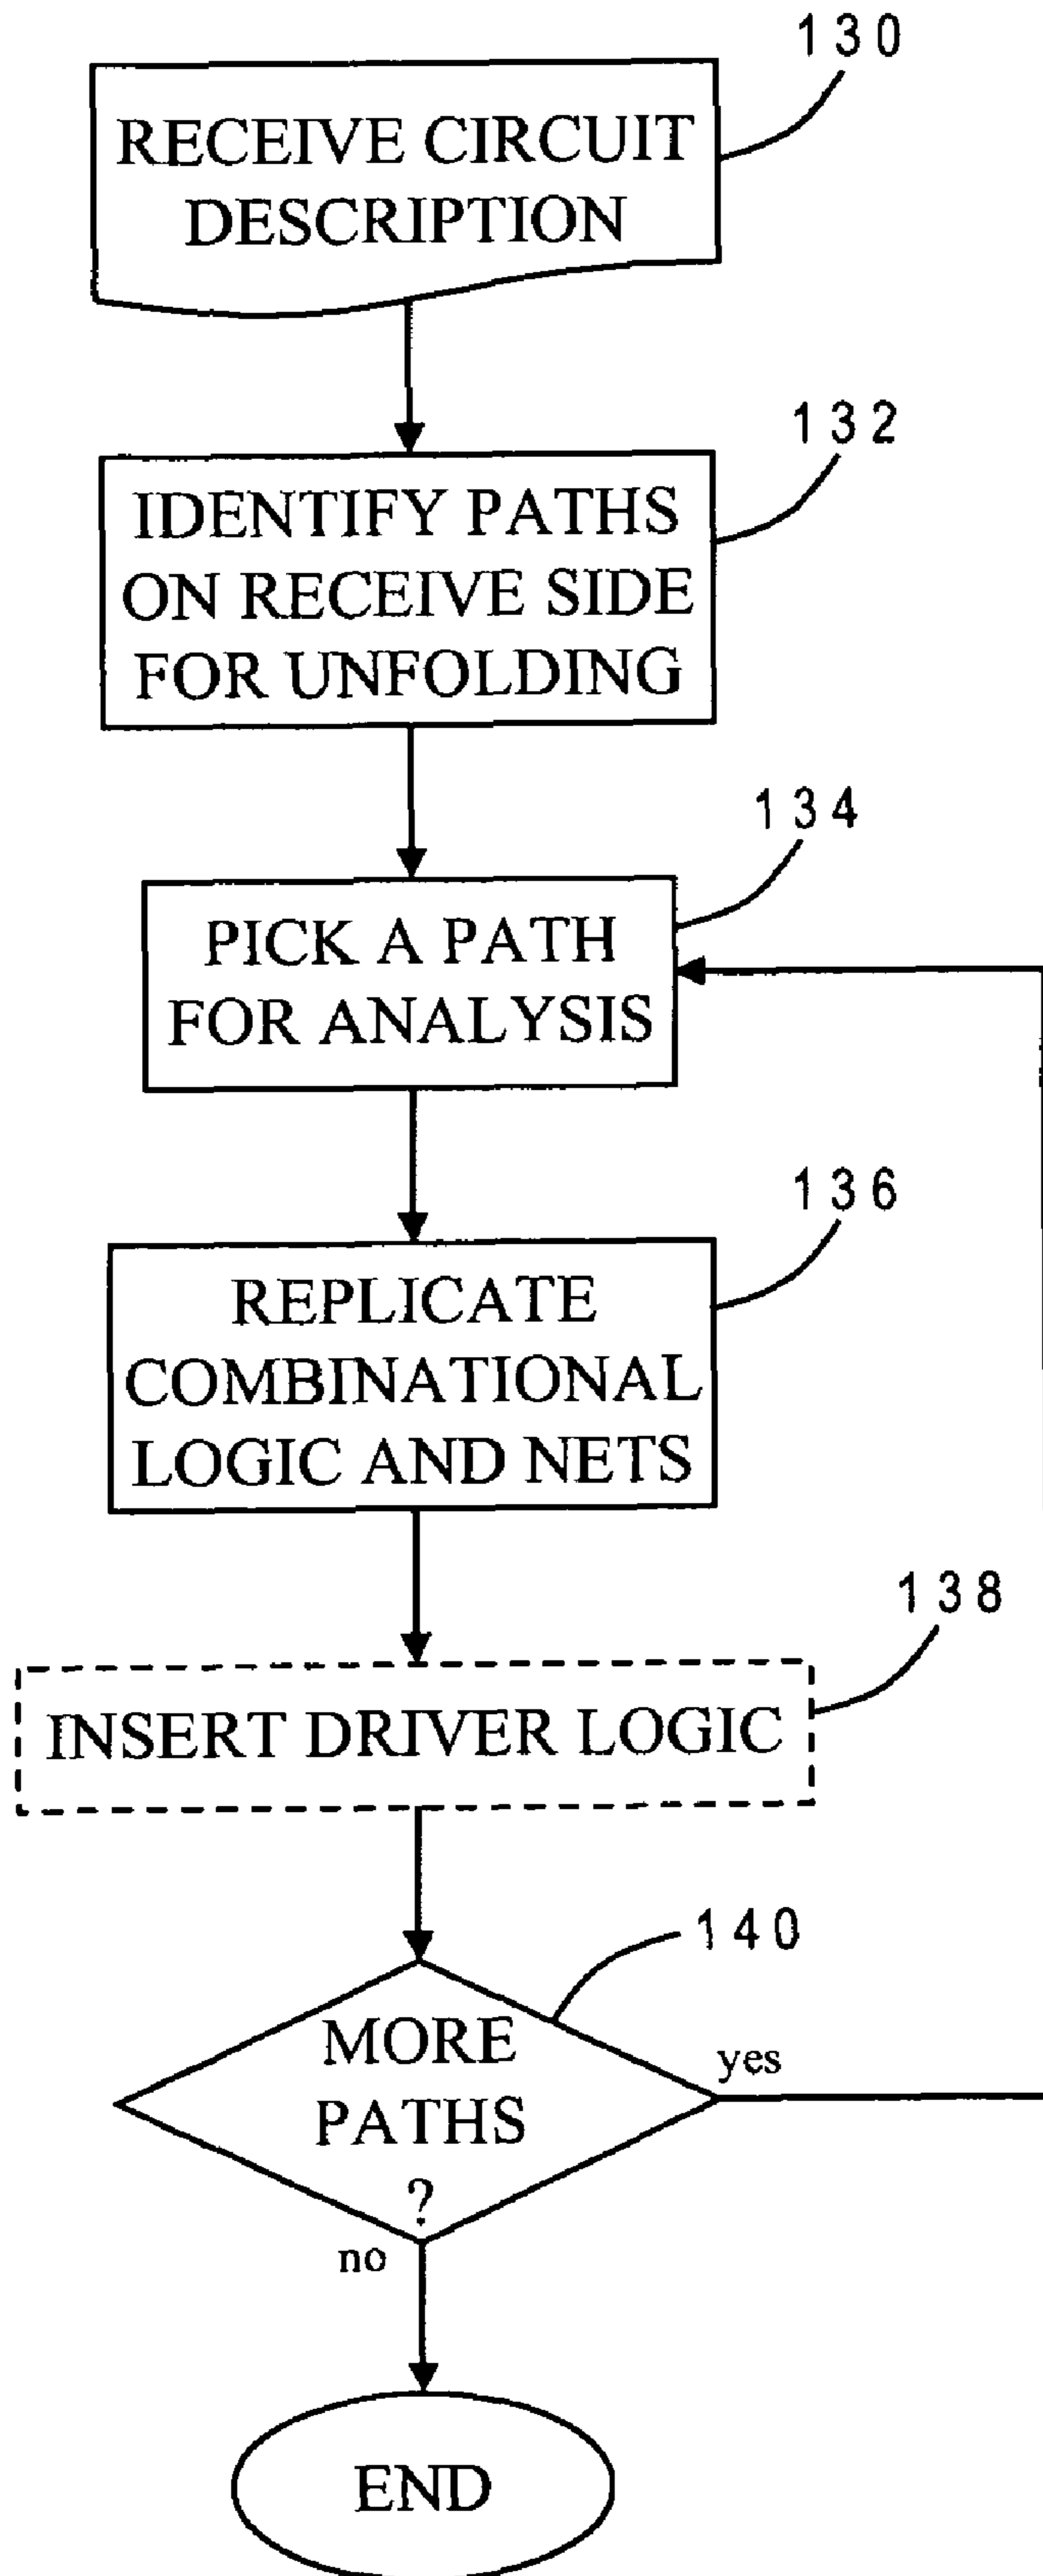 130
RECEIVE CIRCUIT
DESCRIPTION
132
IDENTIFY PATHS
ON RECEIVE SIDE
FOR UNFOLDING
134
PICK A PATH
FOR ANALYSIS
136
REPLICATE
COMBINATIONAL
LOGIC AND NETS
138
INSERT DRIVER LOGIC
140
MORE
PATHS
?
yes
no
END